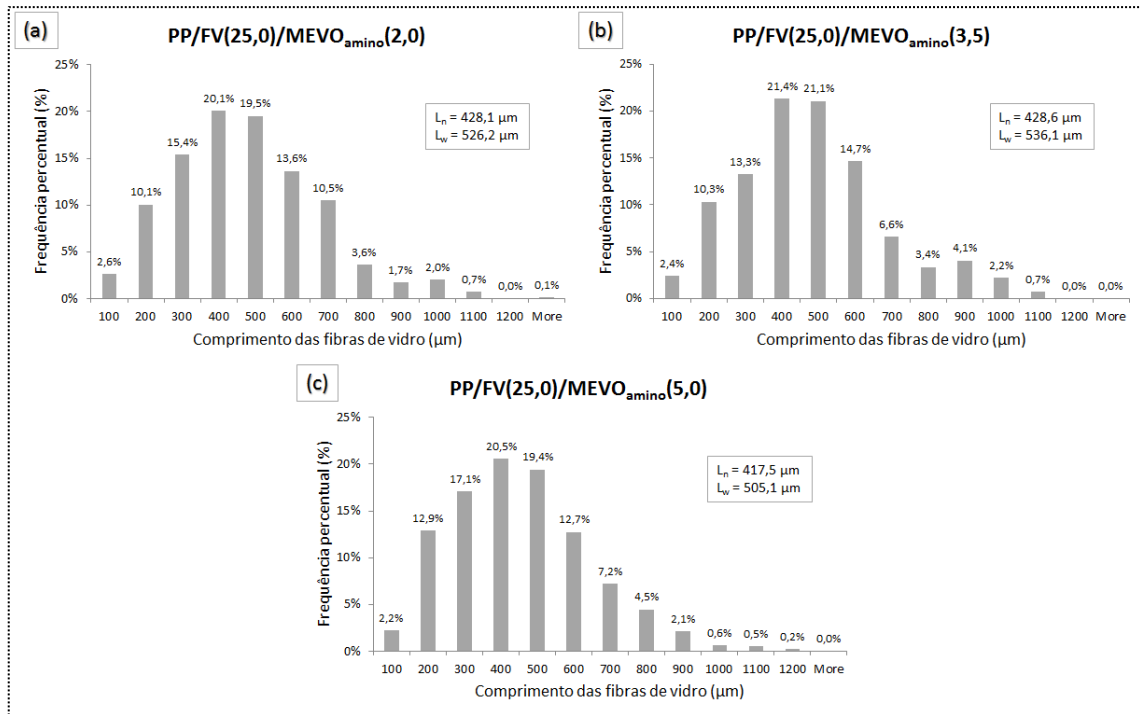 (a)
PP/FV(25,0)/MEVOamino(2,0)
Frequência percentual (%)
25%
20%
15%
10%
5%
0%
2,6%
10,1%
15,4%
20,1%
19,5%
13,6%
10,5%
3,6%
1,7%
2,0%
0,7%
0,0%
0,1%
Ln = 428,1 µm
Lw = 526,2 µm
100 200 300 400 500 600 700 800 900 1000 1100 1200 More
Comprimento das fibras de vidro (µm)
(b)
PP/FV(25,0)/MEVOamino(3,5)
Frequência percentual (%)
25%
20%
15%
10%
5%
0%
2,4%
10,3%
13,3%
21,4%
21,1%
14,7%
6,6%
3,4%
4,1%
2,2%
0,7%
0,0%
0,0%
Ln = 428,6 µm
Lw = 536,1 µm
100 200 300 400 500 600 700 800 900 1000 1100 1200 More
Comprimento das fibras de vidro (µm)
(c)
PP/FV(25,0)/MEVOamino(5,0)
Frequência percentual (%)
25%
20%
15%
10%
5%
0%
2,2%
12,9%
17,1%
20,5%
19,4%
12,7%
7,2%
4,5%
2,1%
0,6%
0,5%
0,2%
0,0%
Ln = 417,5 µm
Lw = 505,1 µm
100 200 300 400 500 600 700 800 900 1000 1100 1200 More
Comprimento das fibras de vidro (µm)